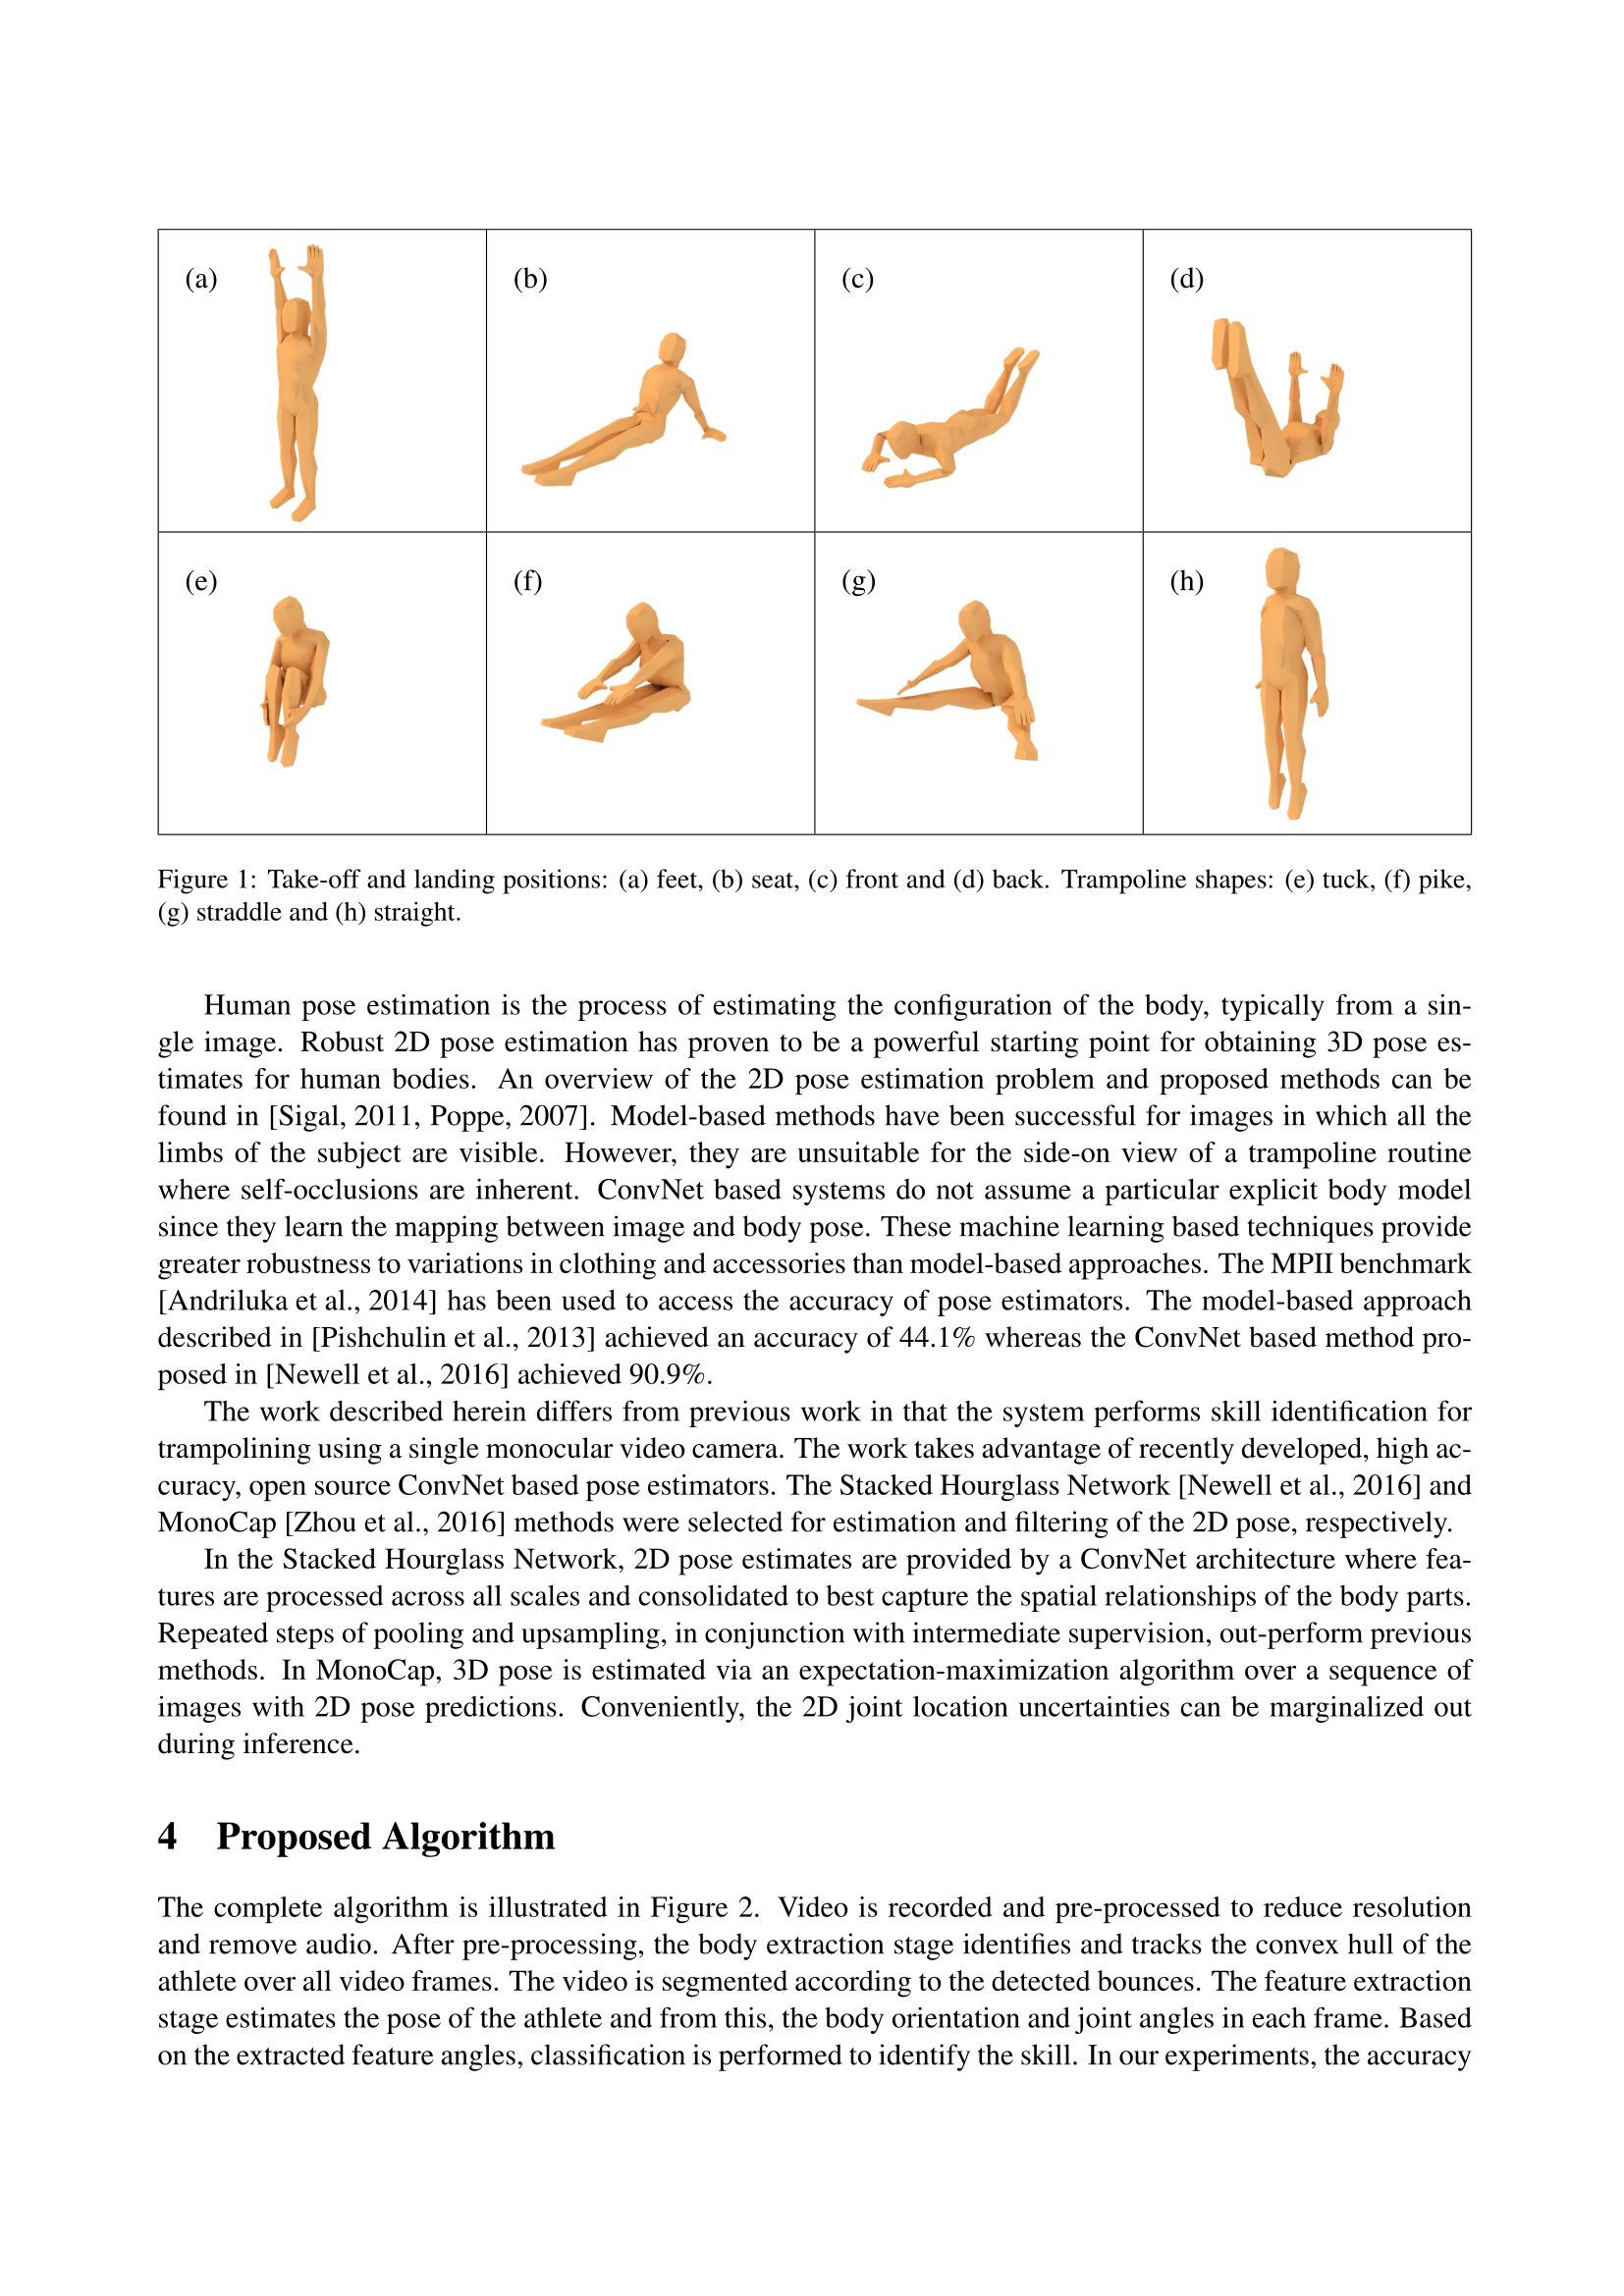 (a) (b) (c) (d)
(e) (f) (g) (h)
Figure 1: Take-off and landing positions: (a) feet, (b) seat, (c) front and (d) back. Trampoline shapes: (e) tuck, (f) pike,
(g) straddle and (h) straight.
Human pose estimation is the process of estimating the configuration of the body, typically from a sin-
gle image. Robust 2D pose estimation has proven to be a powerful starting point for obtaining 3D pose es-
timates for human bodies. An overview of the 2D pose estimation problem and proposed methods can be
found in [Sigal, 2011, Poppe, 2007]. Model-based methods have been successful for images in which all the
limbs of the subject are visible. However, they are unsuitable for the side-on view of a trampoline routine
where self-occlusions are inherent. ConvNet based systems do not assume a particular explicit body model
since they learn the mapping between image and body pose. These machine learning based techniques provide
greater robustness to variations in clothing and accessories than model-based approaches. The MPII benchmark
[Andriluka et al., 2014] has been used to access the accuracy of pose estimators. The model-based approach
described in [Pishchulin et al., 2013] achieved an accuracy of 44.1% whereas the ConvNet based method pro-
posed in [Newell et al., 2016] achieved 90.9%.
The work described herein differs from previous work in that the system performs skill identification for
trampolining using a single monocular video camera. The work takes advantage of recently developed, high ac-
curacy, open source ConvNet based pose estimators. The Stacked Hourglass Network [Newell et al., 2016] and
MonoCap [Zhou et al., 2016] methods were selected for estimation and filtering of the 2D pose, respectively.
In the Stacked Hourglass Network, 2D pose estimates are provided by a ConvNet architecture where fea-
tures are processed across all scales and consolidated to best capture the spatial relationships of the body parts.
Repeated steps of pooling and upsampling, in conjunction with intermediate supervision, out-perform previous
methods. In MonoCap, 3D pose is estimated via an expectation-maximization algorithm over a sequence of
images with 2D pose predictions. Conveniently, the 2D joint location uncertainties can be marginalized out
during inference.
4 Proposed Algorithm
The complete algorithm is illustrated in Figure 2. Video is recorded and pre-processed to reduce resolution
and remove audio. After pre-processing, the body extraction stage identifies and tracks the convex hull of the
athlete over all video frames. The video is segmented according to the detected bounces. The feature extraction
stage estimates the pose of the athlete and from this, the body orientation and joint angles in each frame. Based
on the extracted feature angles, classification is performed to identify the skill. In our experiments, the accuracy